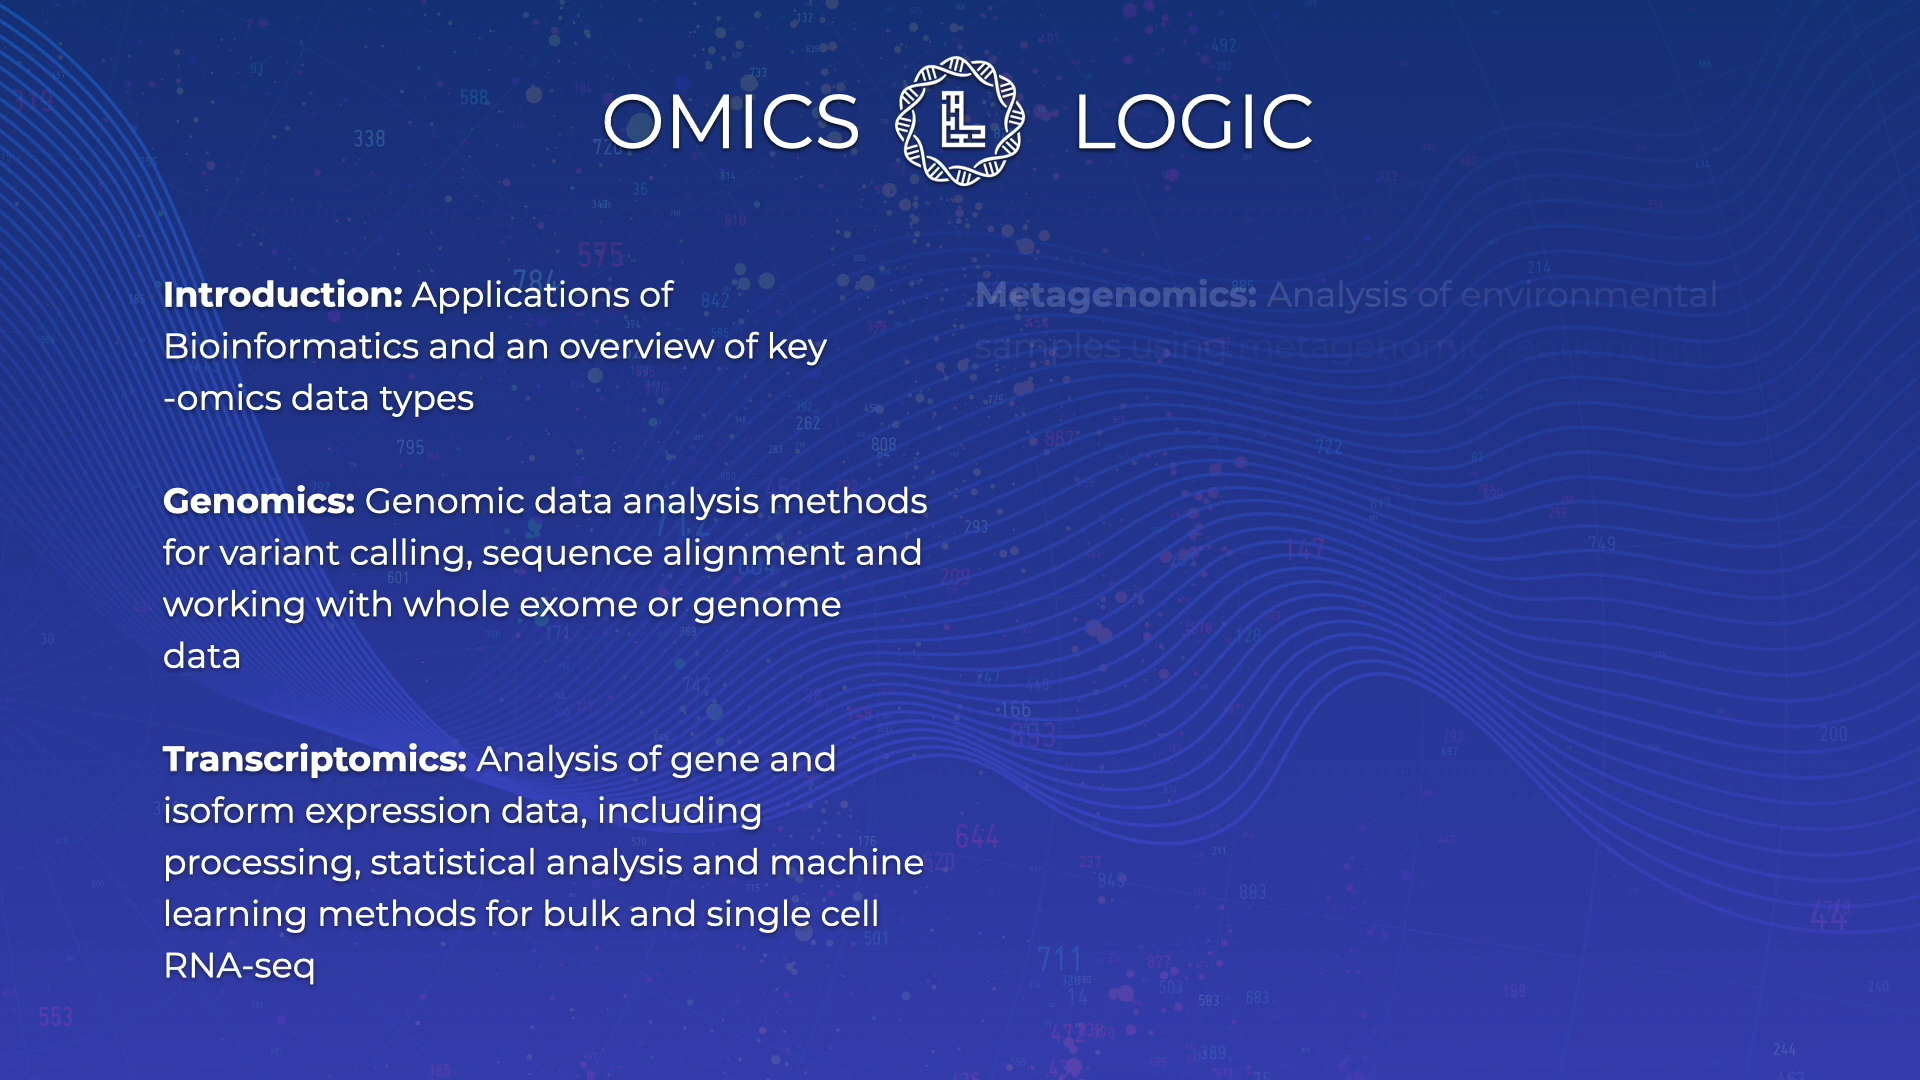 OMICS L LOGIC
Introduction: Applications of
Bioinformatics and an overview of key
-omics data types
Genomics: Genomic data analysis methods
for variant calling, sequence alignment and
working with whole exome or genome
data
Transcriptomics: Analysis of gene and
isoform expression data, including
processing, statistical analysis and machine
learning methods for bulk and single cell
RNA-seq
Metagenomics: Analysis of environmental
samples using